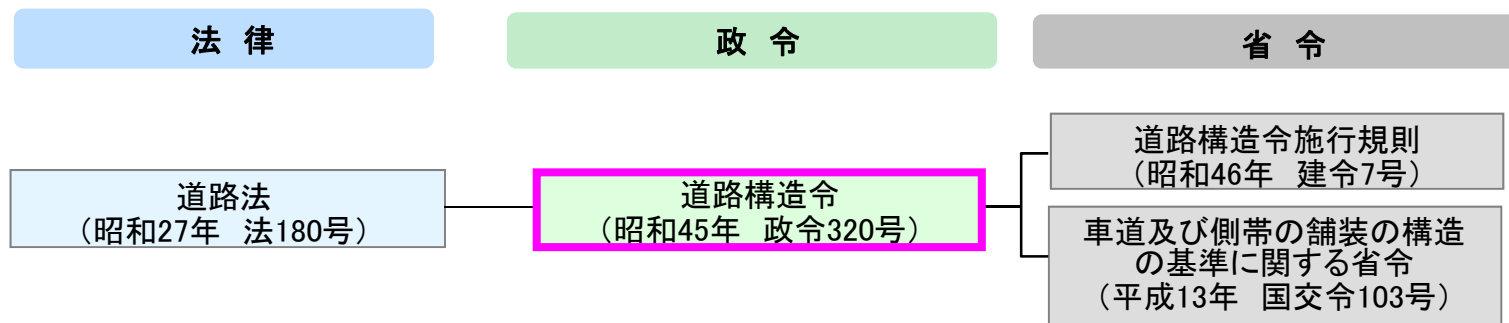 法 律
政 令
省 令
道路法
（昭和27年 法180号）
道路構造令
（昭和45年 政令320号）
道路構造令施行規則
（昭和46年 建令7号）
車道及び側帯の舗装の構造
の基準に関する省令
（平成13年 国交令103号）